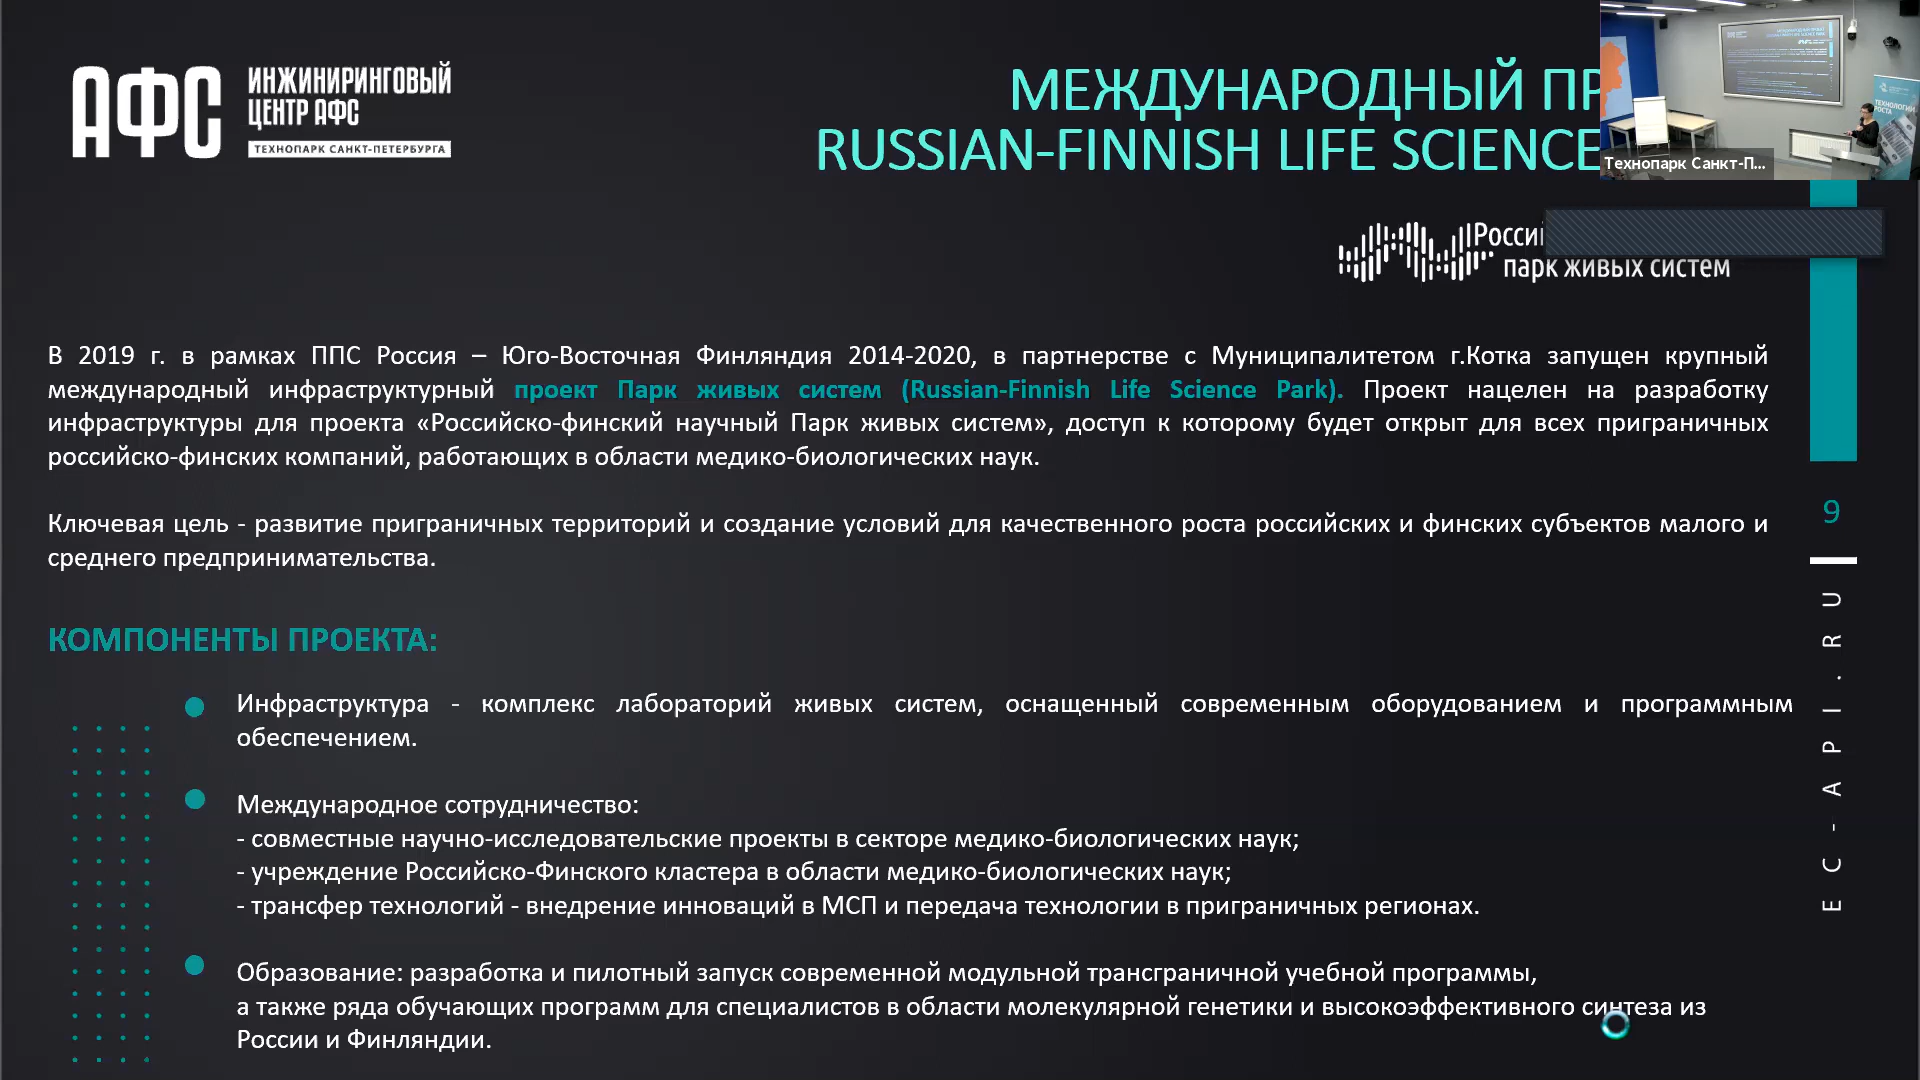 АФС
ИНЖИНИРИНГОВЫЙ
ЦЕНТР АФС
ТЕХНОПАРК САНКТ-ПЕТЕРБУРГА
МЕЖДУНАРОДНЫЙ ПР
RUSSIAN-FINNISH LIFE SCIENCE
Технопарк Санкт-П...
ТЕХНОЛОГИИ
РОСТА
Росси
парк живых систем
В 2019 г. в рамках ППС Россия – Юго-Восточная Финляндия 2014-2020, в партнерстве с Муниципалитетом г.Котка запущен крупный
международный инфраструктурный проект Парк живых систем (Russian-Finnish Life Science Park). Проект нацелен на разработку
инфраструктуры для проекта «Российско-финский научный Парк живых систем», доступ к которому будет открыт для всех приграничных
российско-финских компаний, работающих в области медико-биологических наук.
Ключевая цель - развитие приграничных территорий и создание условий для качественного роста российских и финских субъектов малого и
среднего предпринимательства.
КОМПОНЕНТЫ ПРОЕКТА:
Инфраструктура - комплекс лабораторий живых систем, оснащенный современным оборудованием и программным
обеспечением.
Международное сотрудничество:
- совместные научно-исследовательские проекты в секторе медико-биологических наук;
- учреждение Российско-Финского кластера в области медико-биологических наук;
- трансфер технологий - внедрение инноваций в МСП и передача технологии в приграничных регионах.
Образование: разработка и пилотный запуск современной модульной трансграничной учебной программы,
а также ряда обучающих программ для специалистов в области молекулярной генетики и высокоэффективного синтеза из
России и Финляндии.
9
EC-API.RU